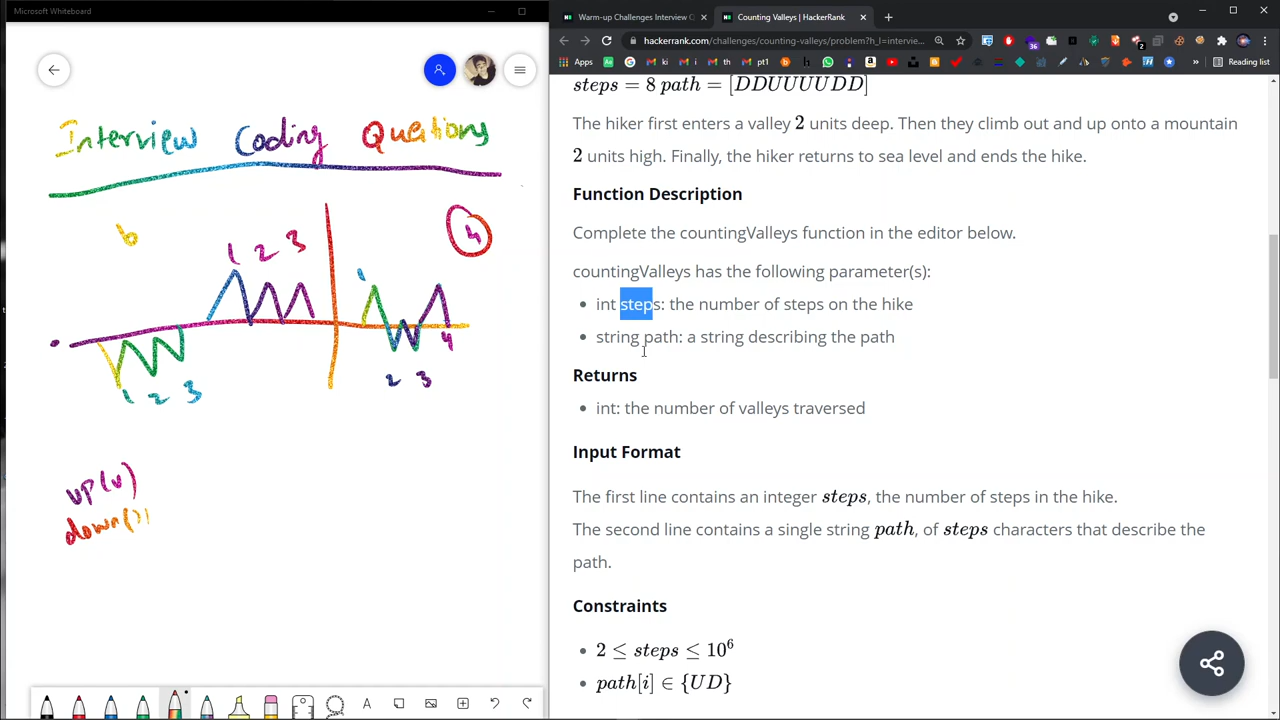 Microsoft Whiteboard
Interview Coding Quations
6
1 2 3
4
1
1 2 3
2 3
4
up(u)
down(D)
Warm-up Challenges Interview Q
Counting Valleys | HackerRank
hackerrank.com/challenges/counting-valleys/problem?h_l=intervie...
Apps ki i th pt1 Reading list
steps = 8 path = [DDUUUUDD]
The hiker first enters a valley 2 units deep. Then they climb out and up onto a mountain
2 units high. Finally, the hiker returns to sea level and ends the hike.
Function Description
Complete the countingValleys function in the editor below.
countingValleys has the following parameter(s):
int steps: the number of steps on the hike
string path: a string describing the path
Returns
int: the number of valleys traversed
Input Format
The first line contains an integer steps, the number of steps in the hike.
The second line contains a single string path, of steps characters that describe the
path.
Constraints
2 ≤ steps ≤ 10⁶
path[i] ∈ {UD}